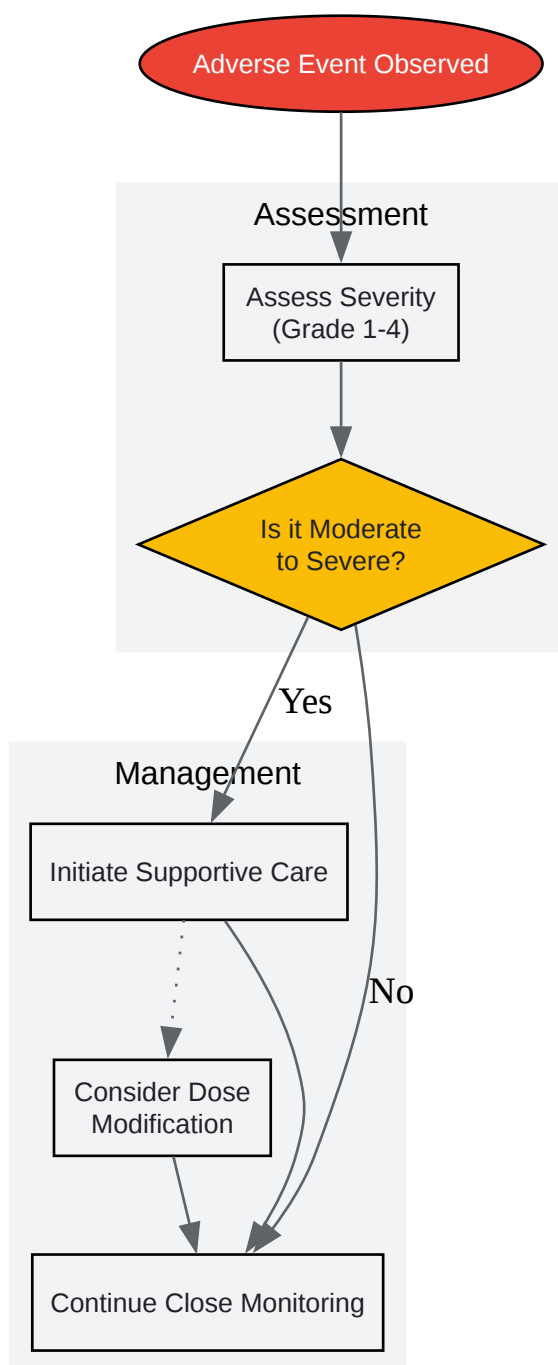 Adverse Event Observed
Assessment
Assess Severity
(Grade 1-4)
Is it Moderate
to Severe?
Yes
Management
Initiate Supportive Care
No
Consider Dose
Modification
Continue Close Monitoring